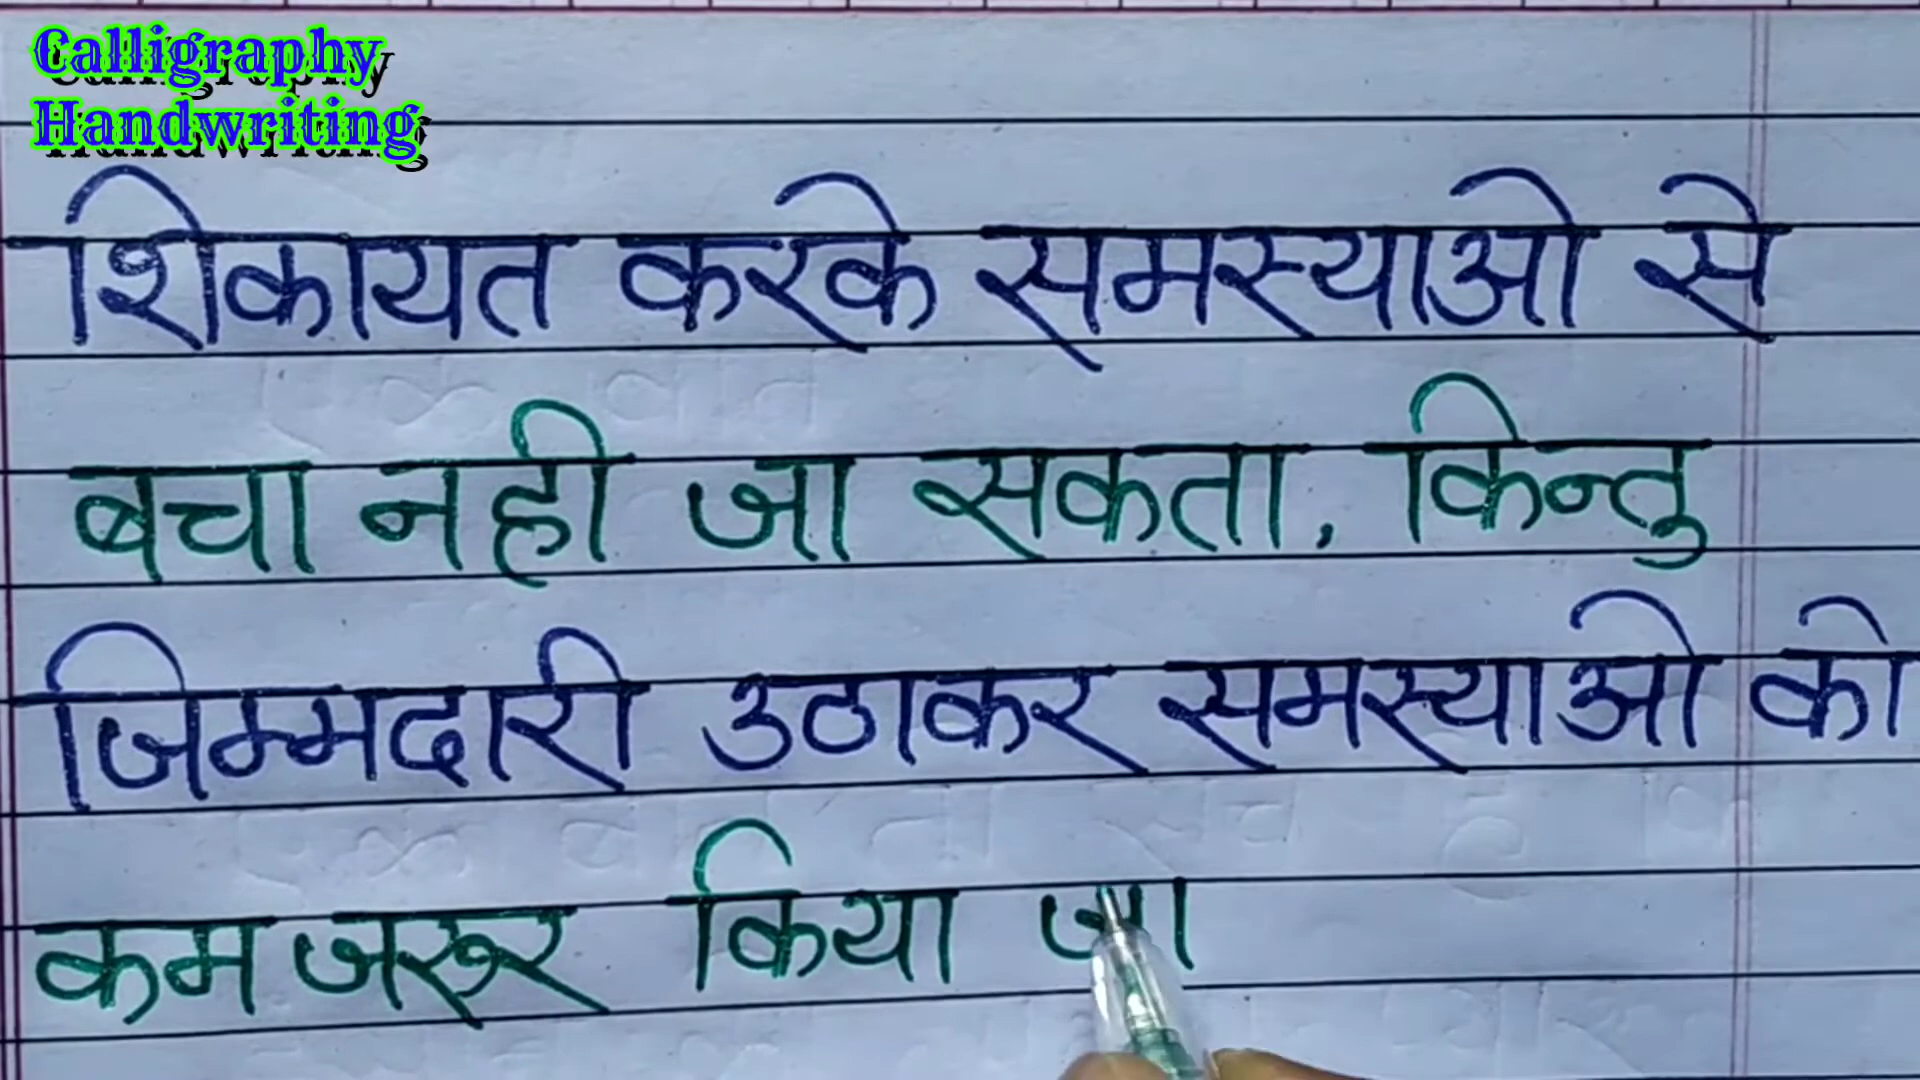 Calligraphy
Handwriting
शिकायत करके समस्याओ से
बचा नही जा सकता, किन्तु
जिम्मदारी उठाकर समस्याओ को
कम जरूर किया जा